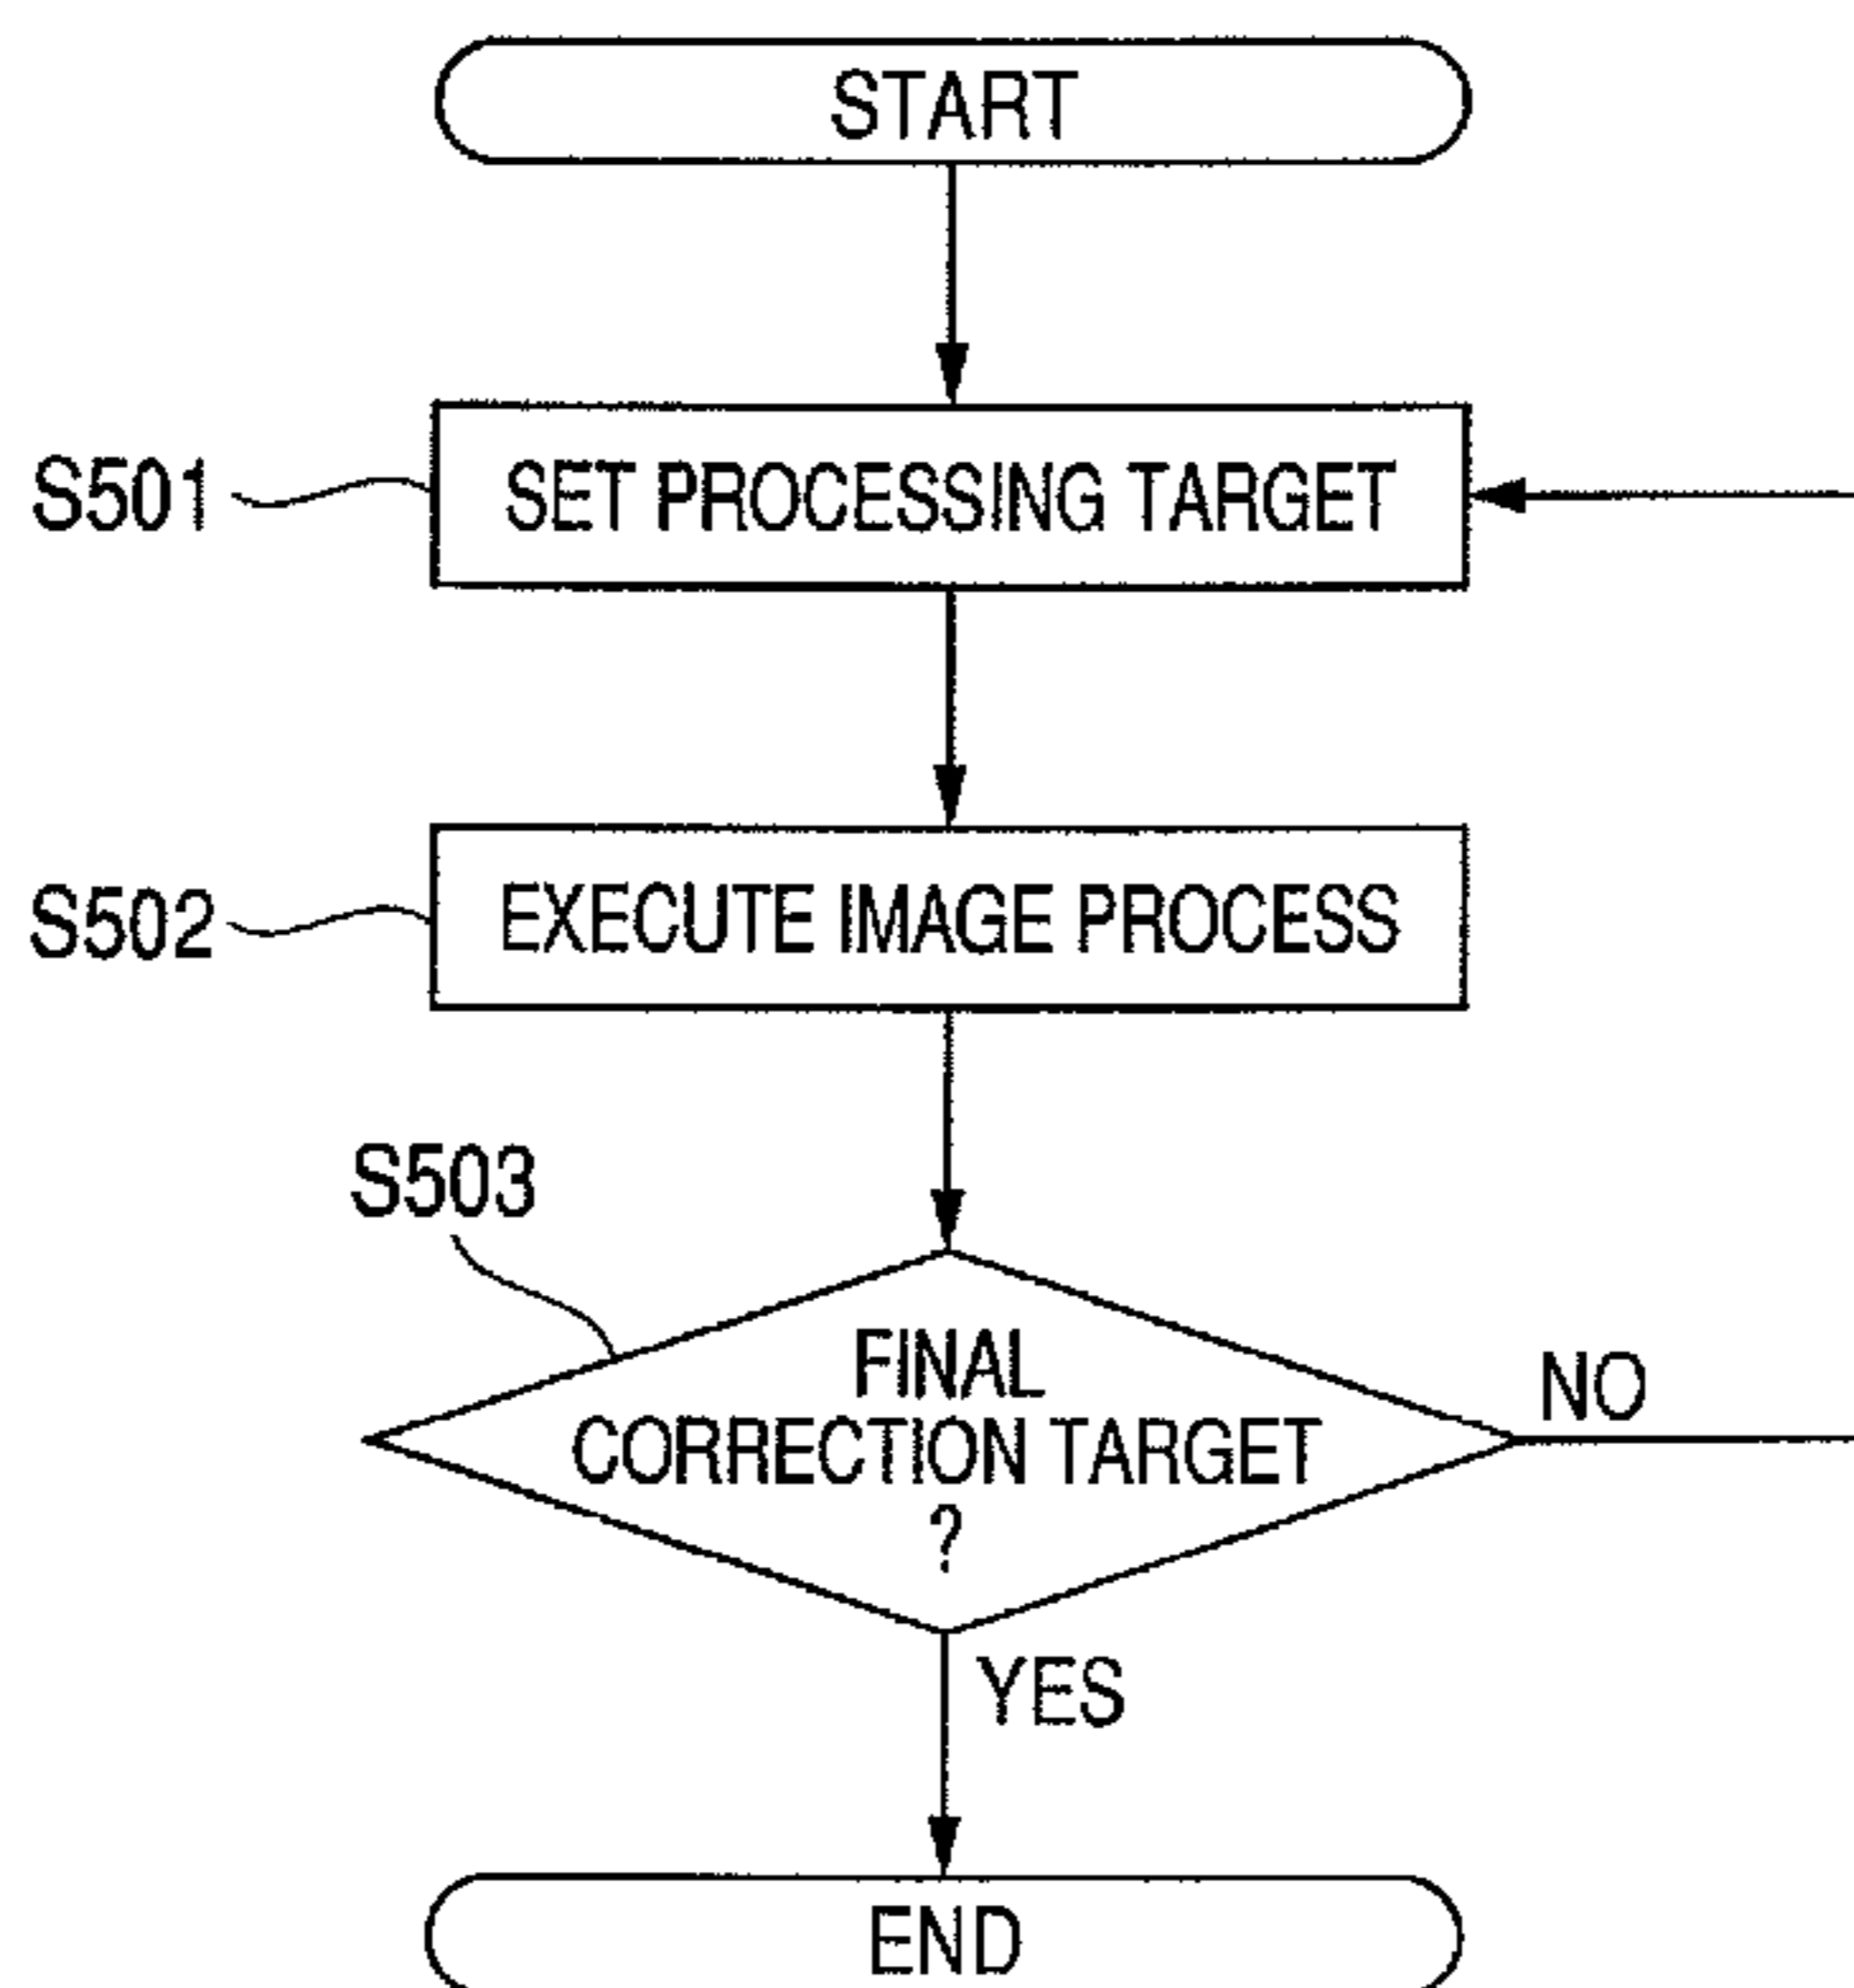 START
S501
SET PROCESSING TARGET
S502
EXECUTE IMAGE PROCESS
S503
FINAL
CORRECTION TARGET
?
NO
YES
END